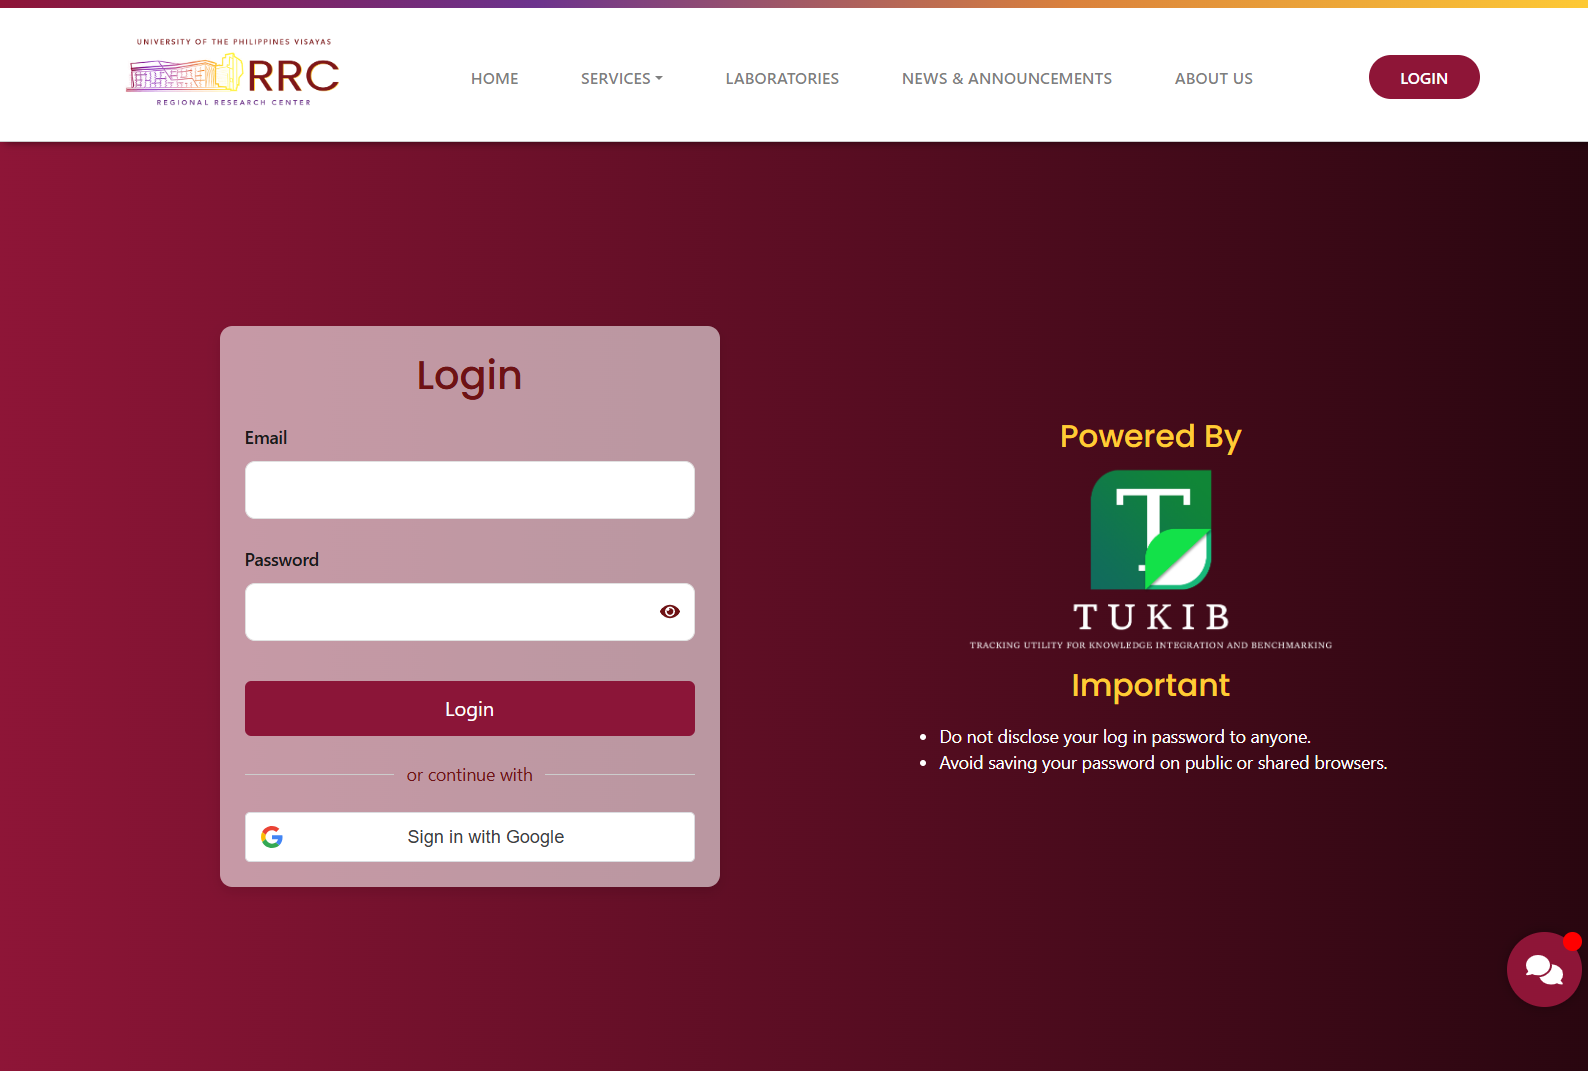 UNIVERSITY OF THE PHILIPPINES VISAYAS
RRC
REGIONAL RESEARCH CENTER
HOME
SERVICES
LABORATORIES
NEWS & ANNOUNCEMENTS
ABOUT US
LOGIN
Login
Email
Password
Login
or continue with
Sign in with Google
Powered By
T
TUKIB
TRACKING UTILITY FOR KNOWLEDGE INTEGRATION AND BENCHMARKING
Important
• Do not disclose your log in password to anyone.
• Avoid saving your password on public or shared browsers.